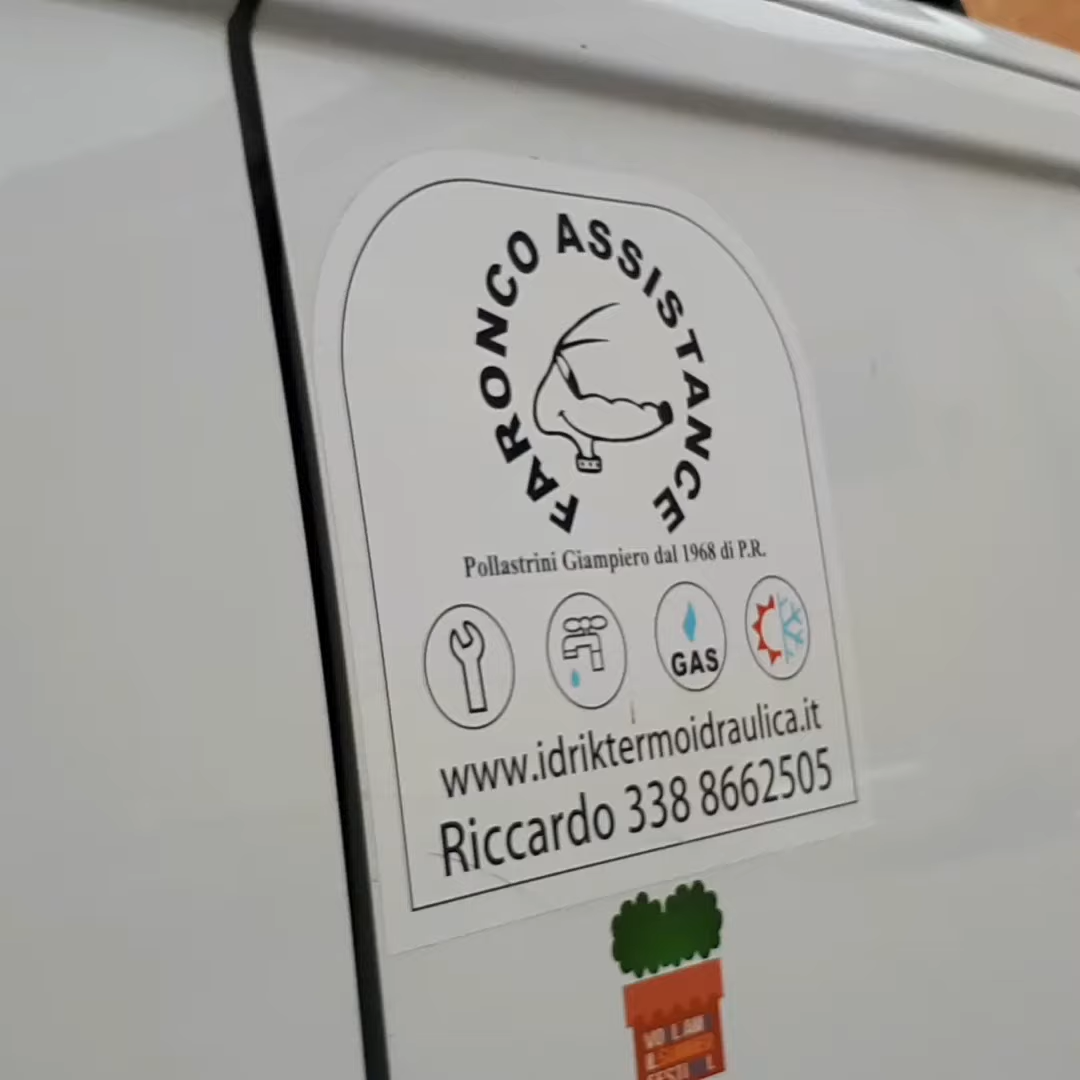 FARONCO ASSISTANCE
Pollastrini Giampiero dal 1968 di P.R.
GAS
www.idriktermoidraulica.it
Riccardo 338 8662505